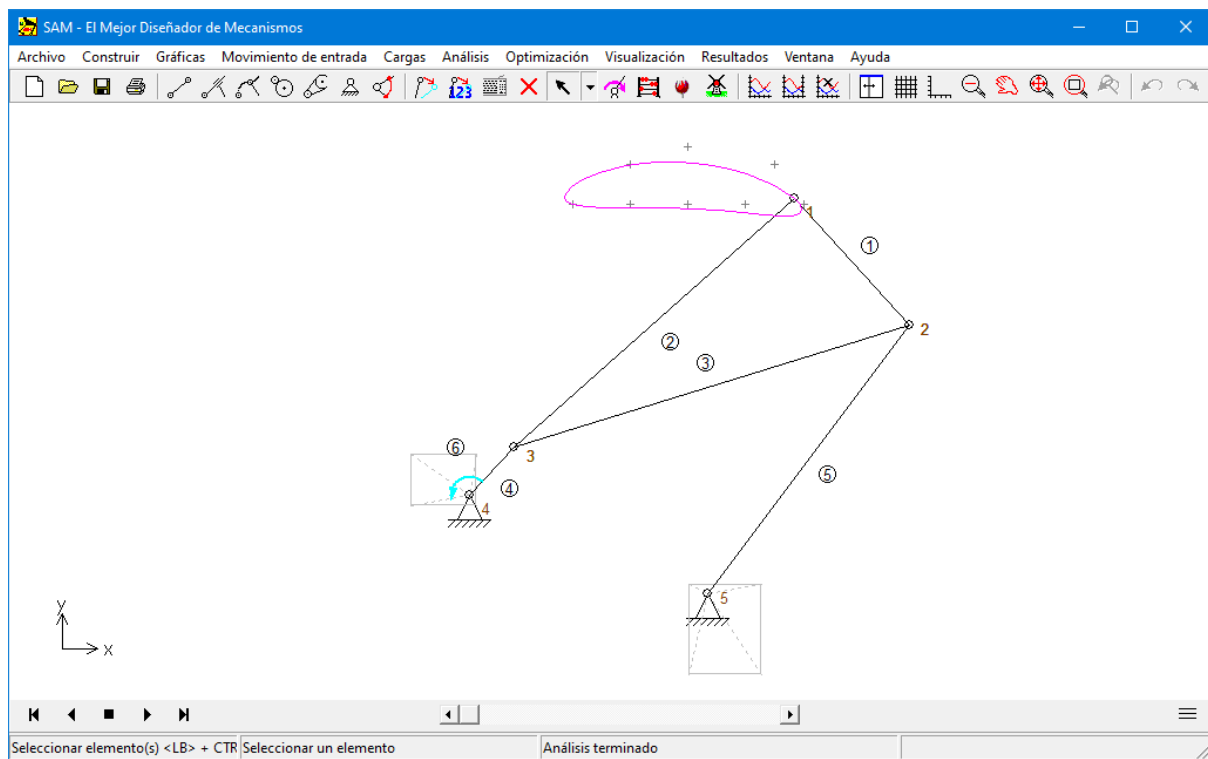 SAM - El Mejor Diseñador de Mecanismos
Archivo Construir Gráficas Movimiento de entrada Cargas Análisis Optimización Visualización Resultados Ventana Ayuda
123
1
1
2
2
3
6
3
4
4
5
5
y
x
Seleccionar elemento(s) <LB> + CTR Seleccionar un elemento Análisis terminado